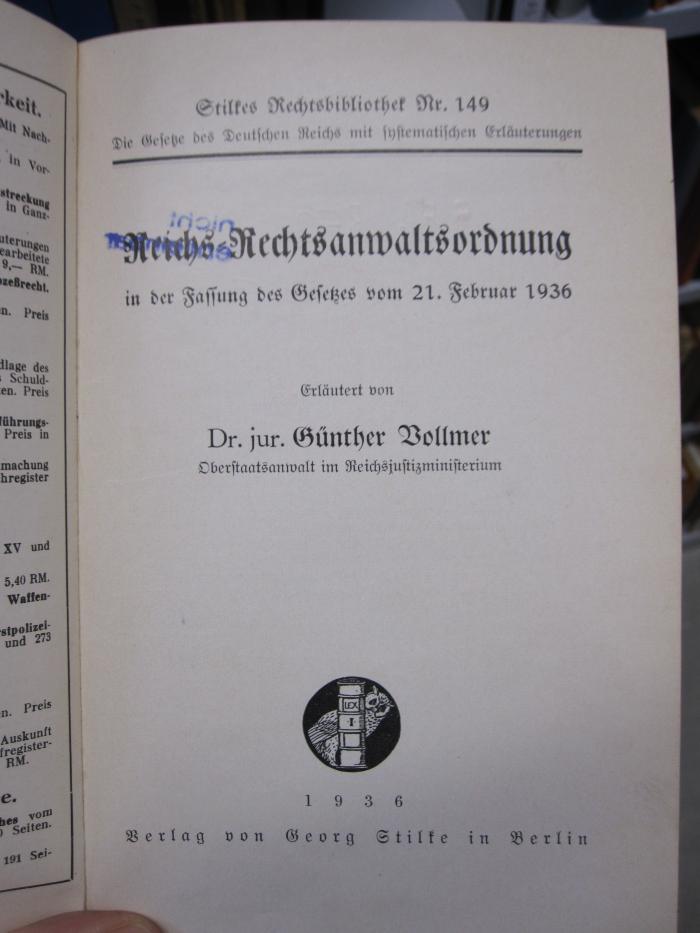 rkeit.
Mit Nach-
in Vor-
streckung
in Ganz-
uterungen
earbeitete
9,— RM.
ozeßrecht.
n. Preis
dlage des
Schuld-
en. Preis
führungs-
Preis in
machung
hregister
XV und
5,40 RM.
Waffen-
stpolizei-
und 273
n. Preis
Auskunft
fregister-
RM.
e.
hes vom
Seiten.
191 Sei-
Stilkes Rechtsbibliothek Nr. 149
Die Gesetze des Deutschen Reichs mit systematischen Erläuterungen
nicht
Reichs-Rechtsanwaltsordnung
in der Fassung des Gesetzes vom 21. Februar 1936
Erläutert von
Dr. jur. Günther Vollmer
Oberstaatsanwalt im Reichsjustizministerium
LEX
I
1936
Verlag von Georg Stilke in Berlin